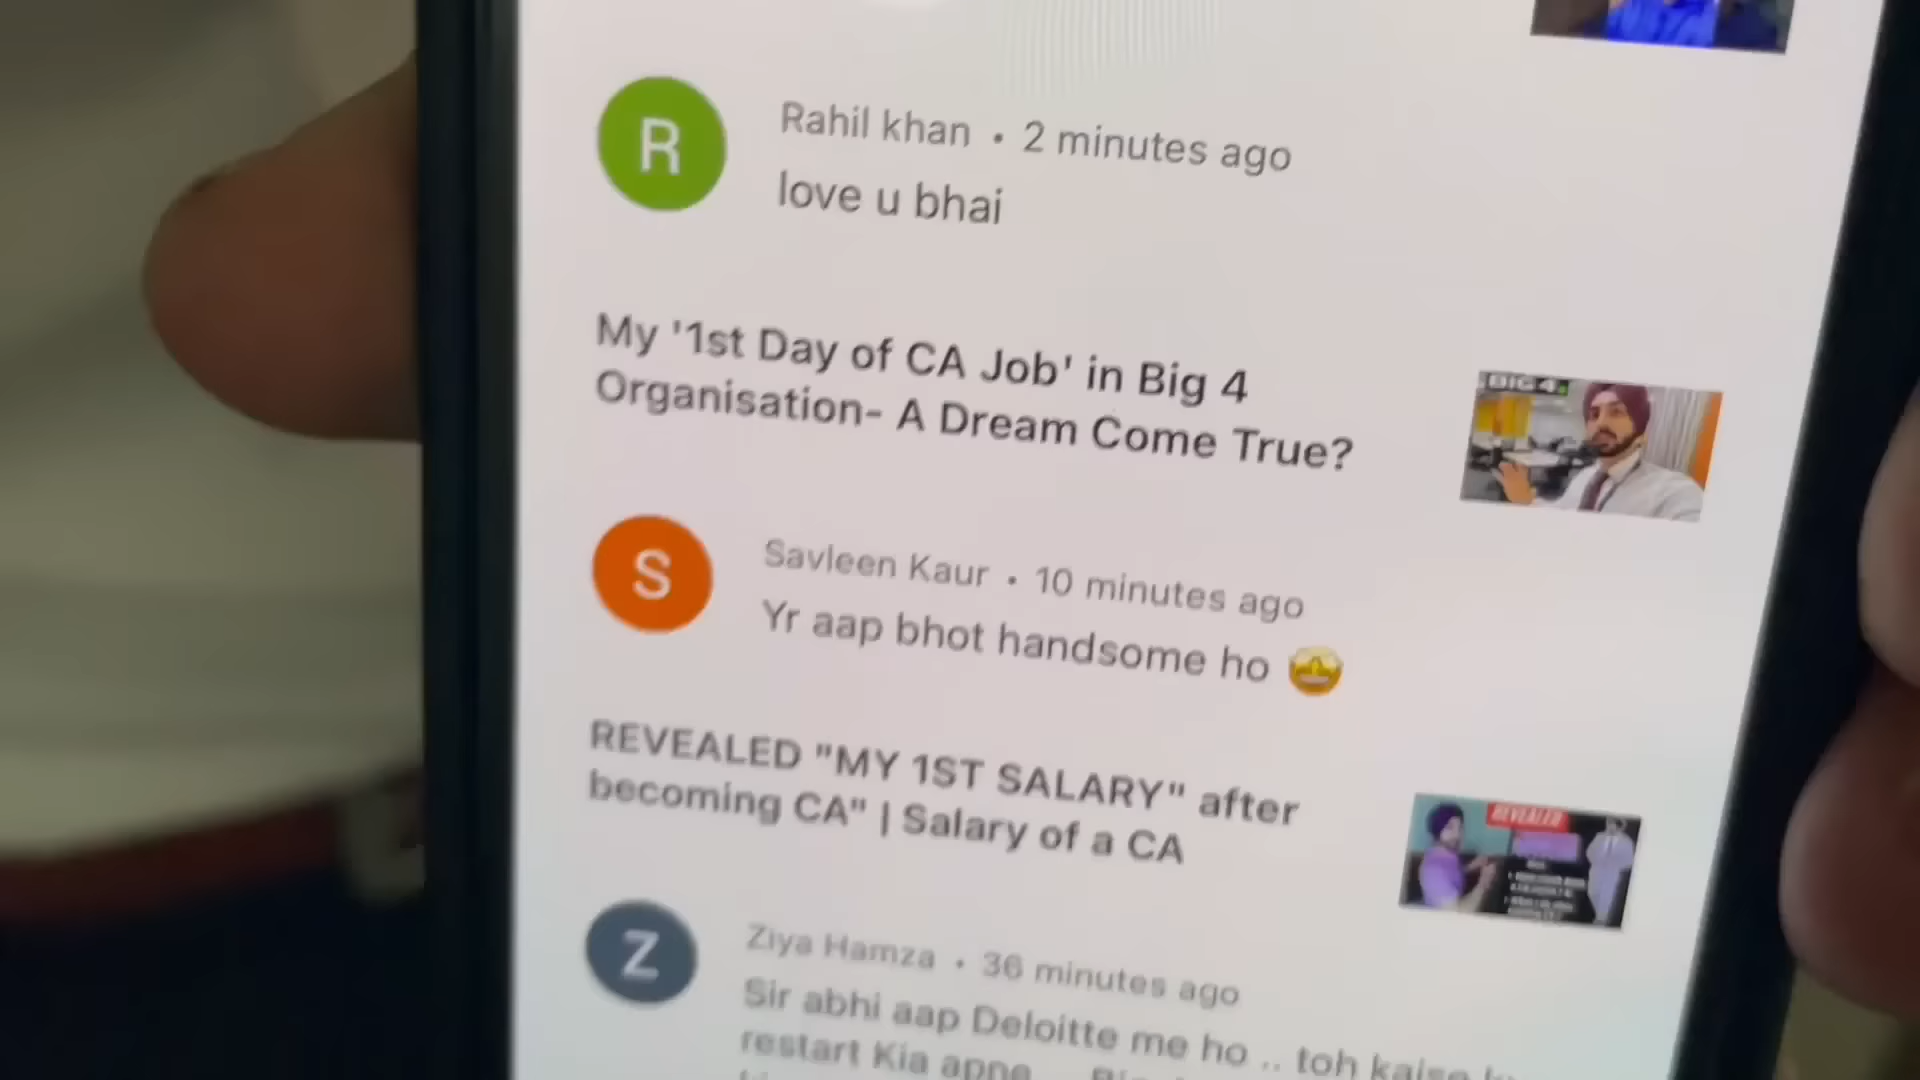 R
Rahil khan • 2 minutes ago
love u bhai
My '1st Day of CA Job' in Big 4
Organisation- A Dream Come True?
BIG 4
S
Savleen Kaur • 10 minutes ago
Yr aap bhot handsome ho 🤩
REVEALED "MY 1ST SALARY" after
becoming CA" | Salary of a CA
REVEALED
Z
Ziya Hamza • 36 minutes ago
Sir abhi aap Deloitte me ho .. toh kaise
restart Kia apne